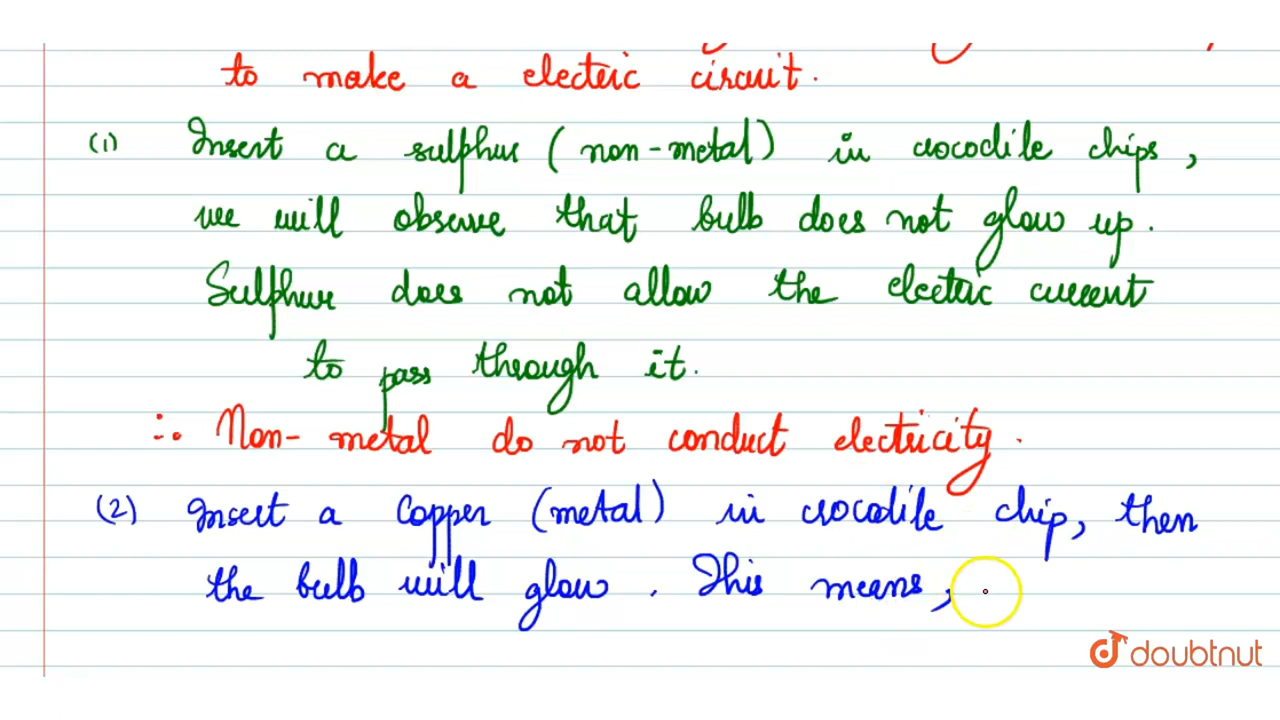 to make a electric circuit.
(1) Insert a sulphur (non-metal) in crocodile chips,
we will observe that bulb does not glow up.
Sulphur does not allow the electric current
to pass through it.
∴ Non-metal do not conduct electricity.
(2) Insert a Copper (metal) in crocodile chip, then
the bulb will glow. This means,
doubtnut